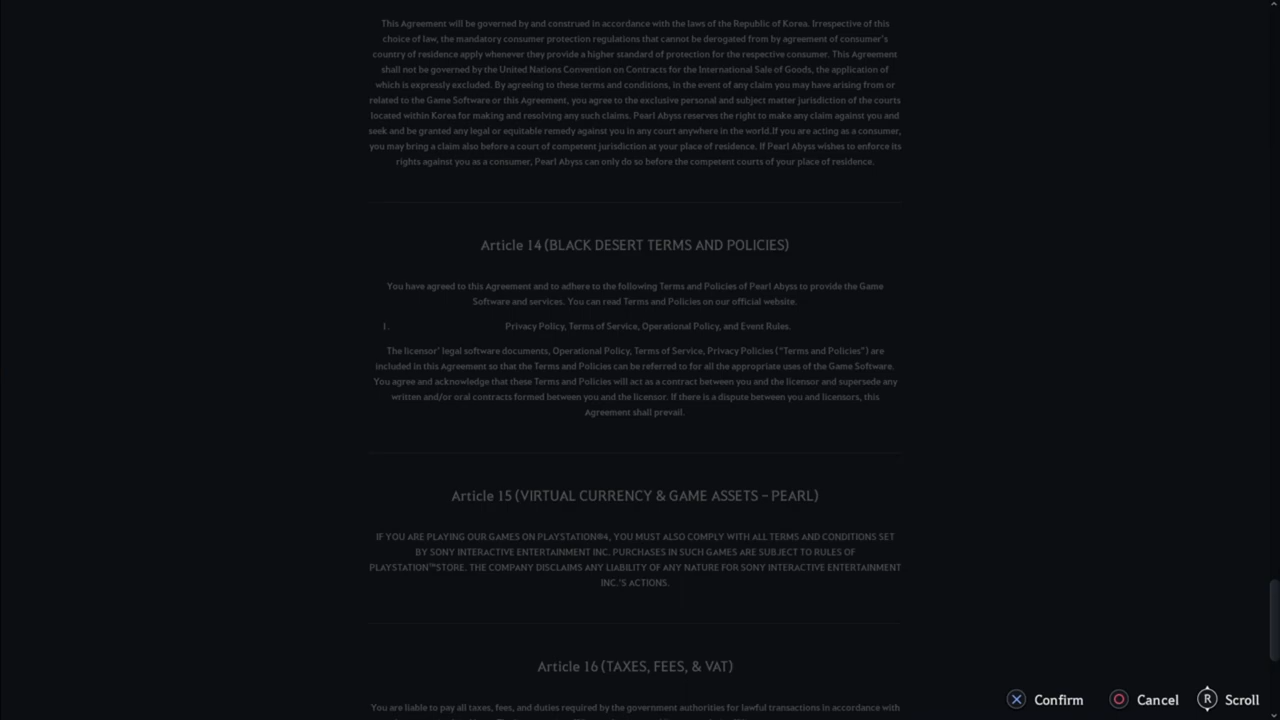 This Agreement will be governed by and construed in accordance with the laws of the Republic of Korea. Irrespective of this
choice of law, the mandatory consumer protection regulations that cannot be derogated from by agreement of consumer's
country of residence apply whenever they provide a higher standard of protection for the respective consumer. This Agreement
shall not be governed by the United Nations Convention on Contracts for the International Sale of Goods, the application of
which is expressly excluded. By agreeing to these terms and conditions, in the event of any claim you may have arising from or
related to the Game Software or this Agreement, you agree to the exclusive personal and subject matter jurisdiction of the courts
located within Korea for making and resolving any such claims. Pearl Abyss reserves the right to make any claim against you and
seek and be granted any legal or equitable remedy against you in any court anywhere in the world.If you are acting as a consumer,
you may bring a claim also before a court of competent jurisdiction at your place of residence. If Pearl Abyss wishes to enforce its
rights against you as a consumer, Pearl Abyss can only do so before the competent courts of your place of residence.
Article 14 (BLACK DESERT TERMS AND POLICIES)
You have agreed to this Agreement and to adhere to the following Terms and Policies of Pearl Abyss to provide the Game
Software and services. You can read Terms and Policies on our official website.
1. Privacy Policy, Terms of Service, Operational Policy, and Event Rules.
The licensor' legal software documents, Operational Policy, Terms of Service, Privacy Policies ("Terms and Policies") are
included in this Agreement so that the Terms and Policies can be referred to for all the appropriate uses of the Game Software.
You agree and acknowledge that these Terms and Policies will act as a contract between you and the licensor and supersede any
written and/or oral contracts formed between you and the licensor. If there is a dispute between you and licensors, this
Agreement shall prevail.
Article 15 (VIRTUAL CURRENCY & GAME ASSETS – PEARL)
IF YOU ARE PLAYING OUR GAMES ON PLAYSTATION®4, YOU MUST ALSO COMPLY WITH ALL TERMS AND CONDITIONS SET
BY SONY INTERACTIVE ENTERTAINMENT INC. PURCHASES IN SUCH GAMES ARE SUBJECT TO RULES OF
PLAYSTATION™STORE. THE COMPANY DISCLAIMS ANY LIABILITY OF ANY NATURE FOR SONY INTERACTIVE ENTERTAINMENT
INC.'S ACTIONS.
Article 16 (TAXES, FEES, & VAT)
You are liable to pay all taxes, fees, and duties required by the government authorities for lawful transactions in accordance with
Confirm Cancel R Scroll